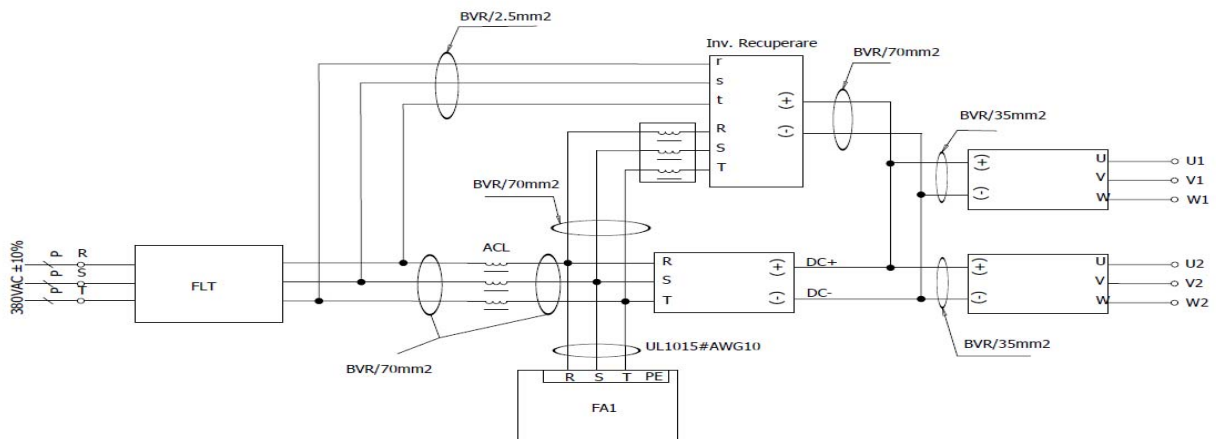 BVR/2.5mm2
Inv. Recuperare
BVR/70mm2
r
s
t
R
S
T
(+)
(-)
BVR/35mm2
(+)
(-)
U
V
W
U1
V1
W1
BVR/70mm2
380VAC ±10%
P
P
P
R
S
T
FLT
ACL
R
S
T
(+)
(-)
DC+
DC-
(+)
(-)
U
V
W
U2
V2
W2
BVR/70mm2
UL1015#AWG10
BVR/35mm2
R S T PE
FA1